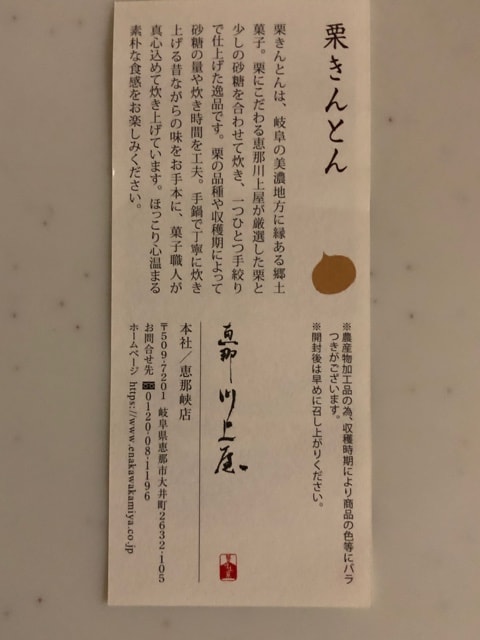 栗きんとん
栗きんとんは、岐阜の美濃地方に縁ある郷土
菓子。栗にこだわる恵那川上屋が厳選した栗と
少しの砂糖を合わせて炊き、一つひとつ手絞り
で仕上げた逸品です。栗の品種や収穫期によって
砂糖の量や炊き時間を工夫。手鍋で丁寧に炊き
上げる昔ながらの味をお手本に、菓子職人が
真心込めて炊き上げています。ほっこり心温まる
素朴な食感をお楽しみください。
※農産物加工品の為、収穫時期により商品の色等にバラ
つきがございます。
※開封後は早めに召し上がりください。
恵那川上屋
本社／恵那峡店
〒509-7201 岐阜県恵那市大井町2632-105
お問合せ先 0120-08-1196
ホームページ https://www.enakawakamiya.co.jp